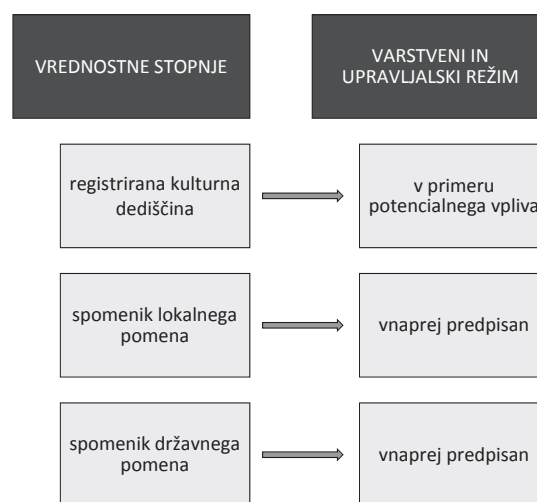 VREDNOSTNE STOPNJE
VARSTVENI IN
UPRAVLJALSKI REŽIM
registrirana kulturna
dediščina
v primeru
potencialnega vpliva
spomenik lokalnega
pomena
vnaprej predpisan
spomenik državnega
pomena
vnaprej predpisan